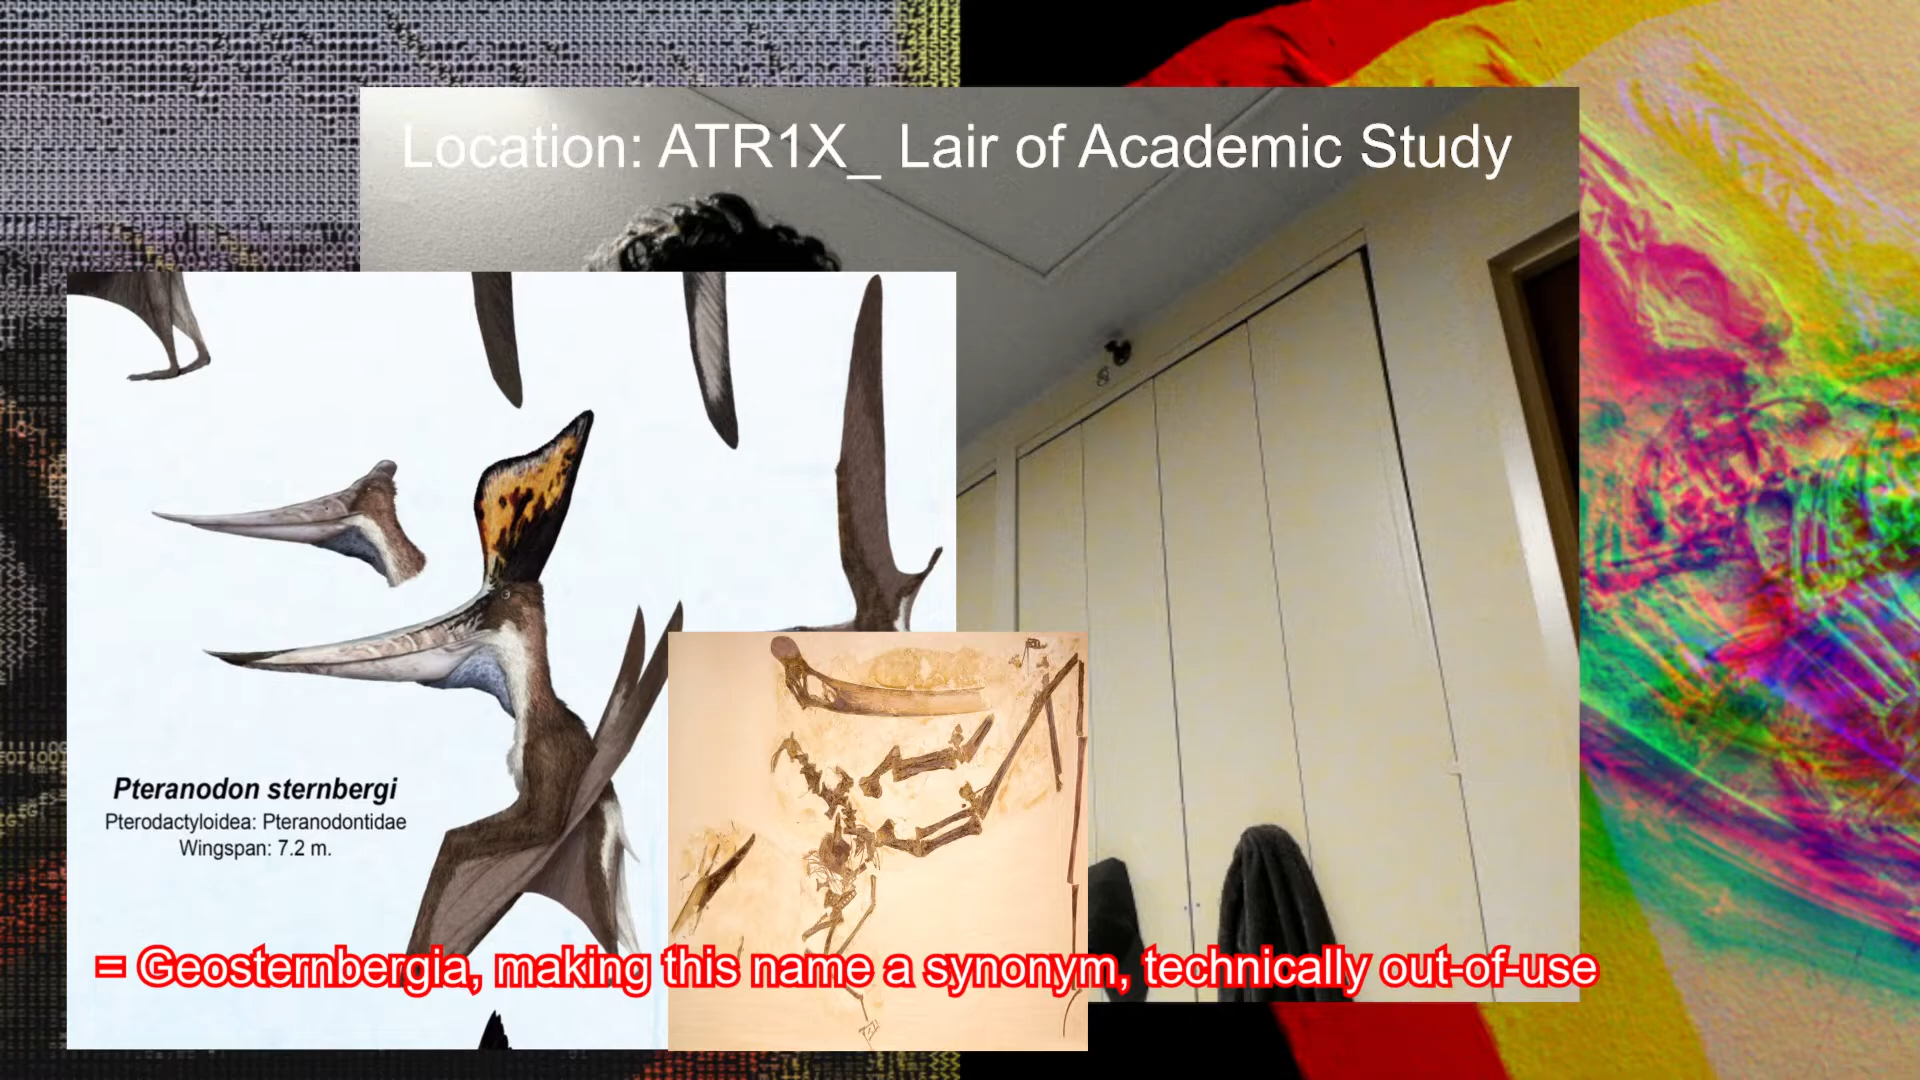 Location: ATR1X_ Lair of Academic Study
Pteranodon sternbergi
Pterodactyloidea: Pteranodontidae
Wingspan: 7.2 m.
= Geosternbergia, making this name a synonym, technically out-of-use